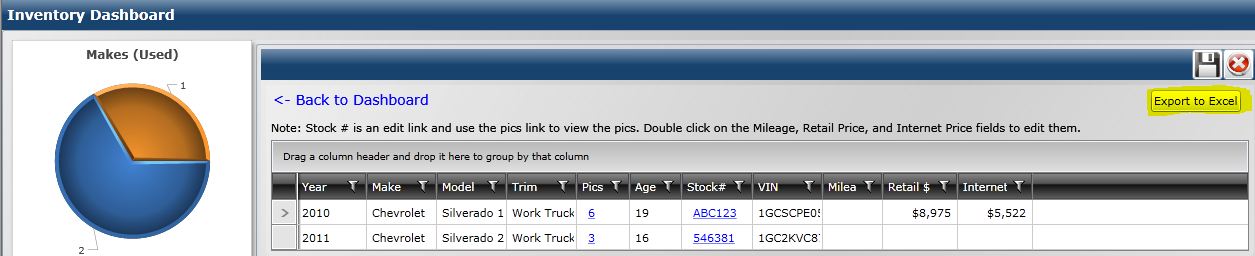 Inventory Dashboard
Makes (Used)
1
2
<- Back to Dashboard
Export to Excel
Note: Stock # is an edit link and use the pics link to view the pics. Double click on the Mileage, Retail Price, and Internet Price fields to edit them.
Drag a column header and drop it here to group by that column
Year Make Model Trim Pics Age Stock# VIN Milea Retail $ Internet
> 2010 Chevrolet Silverado 1 Work Truck 6 19 ABC123 1GCSCPE05 $8,975 $5,522
2011 Chevrolet Silverado 2 Work Truck 3 16 546381 1GC2KVC87